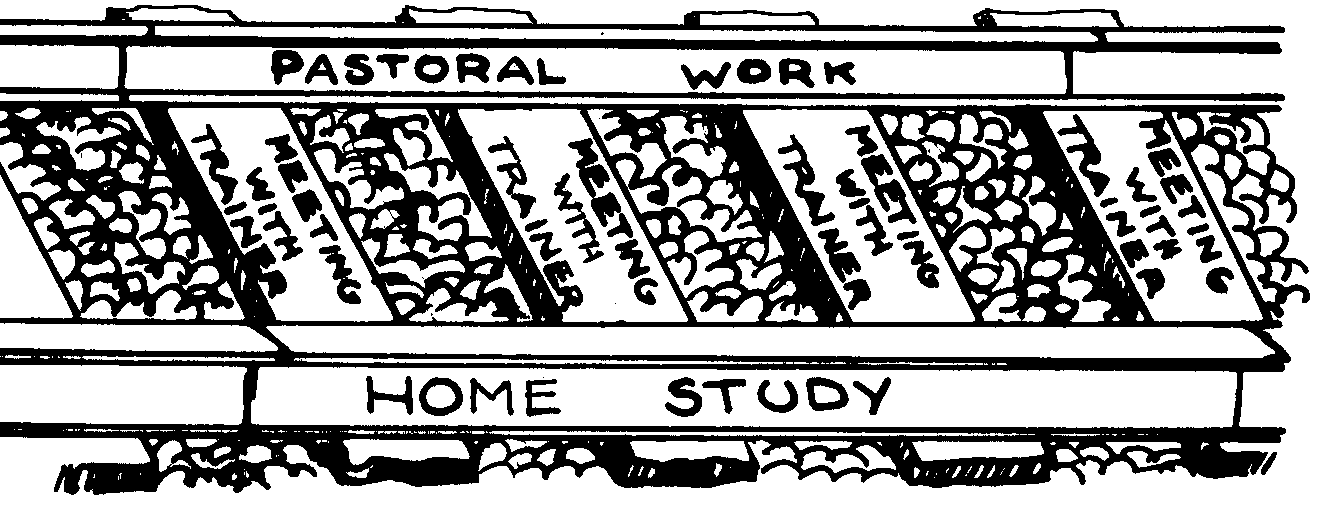 PASTORAL WORK
MEETING
WITH
TRAINER
MEETING
WITH
TRAINER
MEETING
WITH
TRAINER
MEETING
WITH
TRAINER
HOME STUDY